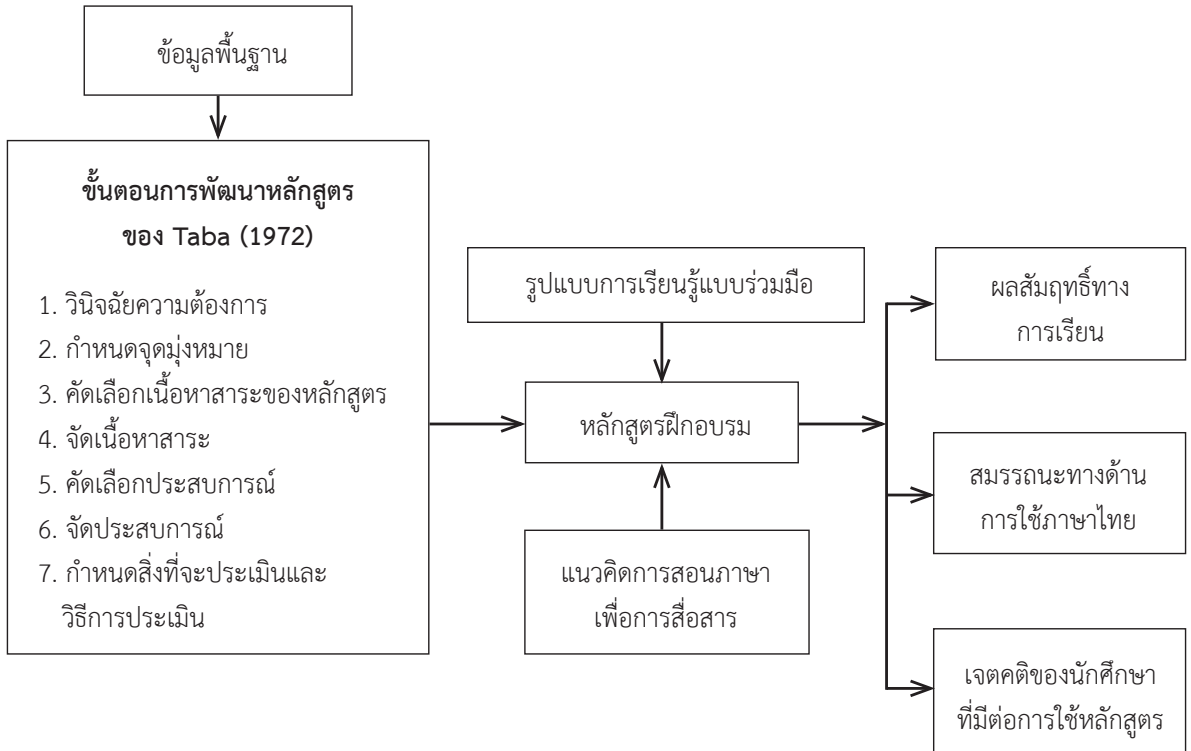 ข้อมูลพื้นฐาน
ขั้นตอนการพัฒนาหลักสูตร
ของ Taba (1972)
1. วินิจฉัยความต้องการ
2. กำหนดจุดมุ่งหมาย
3. คัดเลือกเนื้อหาสาระของหลักสูตร
4. จัดเนื้อหาสาระ
5. คัดเลือกประสบการณ์
6. จัดประสบการณ์
7. กำหนดสิ่งที่จะประเมินและ
วิธีการประเมิน
รูปแบบการเรียนรู้แบบร่วมมือ
หลักสูตรฝึกอบรม
แนวคิดการสอนภาษา
เพื่อการสื่อสาร
ผลสัมฤทธิ์ทาง
การเรียน
สมรรถนะทางด้าน
การใช้ภาษาไทย
เจตคติของนักศึกษา
ที่มีต่อการใช้หลักสูตร